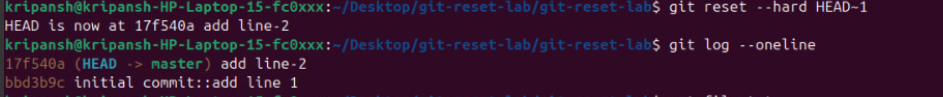 kripansh@kripansh-HP-Laptop-15-fc0xxx:~/Desktop/git-reset-lab/git-reset-lab$ git reset --hard HEAD~1
HEAD is now at 17f540a add line-2
kripansh@kripansh-HP-Laptop-15-fc0xxx:~/Desktop/git-reset-lab/git-reset-lab$ git log --oneline
17f540a (HEAD -> master) add line-2
bbd3b9c initial commit::add line 1